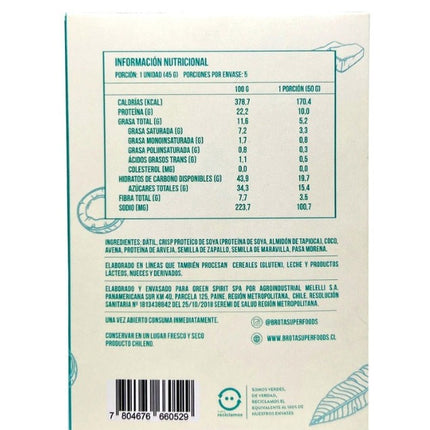 INFORMACIÓN NUTRICIONAL
PORCIÓN: 1 UNIDAD (45 G) PORCIONES POR ENVASE: 5
100 G 1 PORCIÓN (50 G)
CALORÍAS (KCAL) 378,7 170,4
PROTEÍNA (G) 22,2 10,0
GRASA TOTAL (G) 11,6 5,2
GRASA SATURADA (G) 7,2 3,2
GRASA MONOINSATURADA (G) 1,7 0,8
GRASA POLIINSATURADA (G) 0,8 0,3
ÁCIDOS GRASOS TRANS (G) 1,1 0,5
COLESTEROL (MG) 0,0 0,0
HIDRATOS DE CARBONO DISPONIBLES (G) 43,9 19,7
AZÚCARES TOTALES (G) 34,3 15,4
FIBRA TOTAL (G) 7,7 3,5
SODIO (MG) 223,7 100,7
INGREDIENTES: DÁTIL, CRISP PROTEICO DE SOYA (PROTEÍNA DE SOYA, ALMIDÓN DE TAPIOCA), COCO,
AVENA, PROTEÍNA DE ARVEJA, SEMILLA DE ZAPALLO, SEMILLA DE MARAVILLA, PASA MORENA.
ELABORADO EN LÍNEAS QUE TAMBIÉN PROCESAN CEREALES (GLUTEN), LECHE Y PRODUCTOS
LÁCTEOS, NUECES Y DERIVADOS.
ELABORADO Y ENVASADO PARA GREEN SPIRIT SPA POR AGROINDUSTRIAL MELELLI S.A.
PANAMERICANA SUR KM 40, PARCELA 125, PAINE, REGIÓN METROPOLITANA, CHILE. RESOLUCIÓN
SANITARIA N° 1813439842 DEL 25/10/2018 SEREMI DE SALUD REGIÓN METROPOLITANA.
UNA VEZ ABIERTO CONSUMA INMEDIATAMENTE.
@BROTASUPERFOODS
CONSERVAR EN UN LUGAR FRESCO Y SECO
PRODUCTO CHILENO.
WWW.BROTASUPERFOODS.CL
SOMOS VERDES,
DE VERDAD,
RECICLAMOS EL
EQUIVALENTE AL 100% DE
NUESTROS ENVASES
reciclamos
7 804676 660529